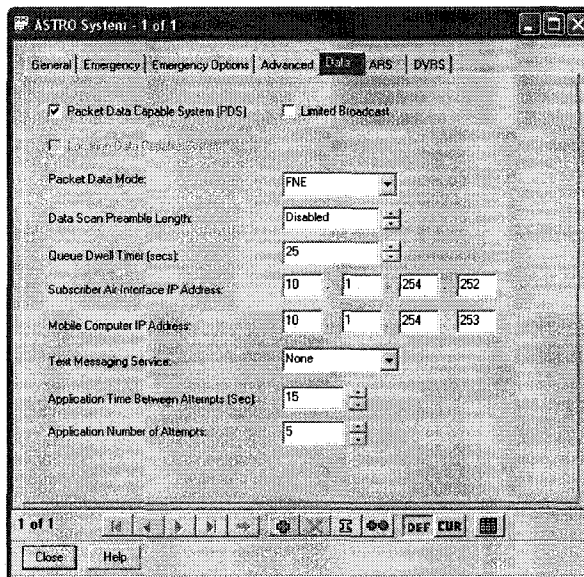 ASTRO System - 1 of 1
General Emergency Emergency Options Advanced Data ARS DVRS
Packet Data Capable System (PDS) Limited Broadcast
Location Data Capable
Packet Data Mode: FNE
Data Scan Preamble Length: Disabled
Queue Dwell Timer (secs): 25
Subscriber Air-Interface IP Address: 10 . 1 . 254 . 252
Mobile Computer IP Address: 10 . 1 . 254 . 253
Text Messaging Service: None
Application Time Between Attempts (Sec): 15
Application Number of Attempts: 5
1 of 1 DEF CUR
Close Help